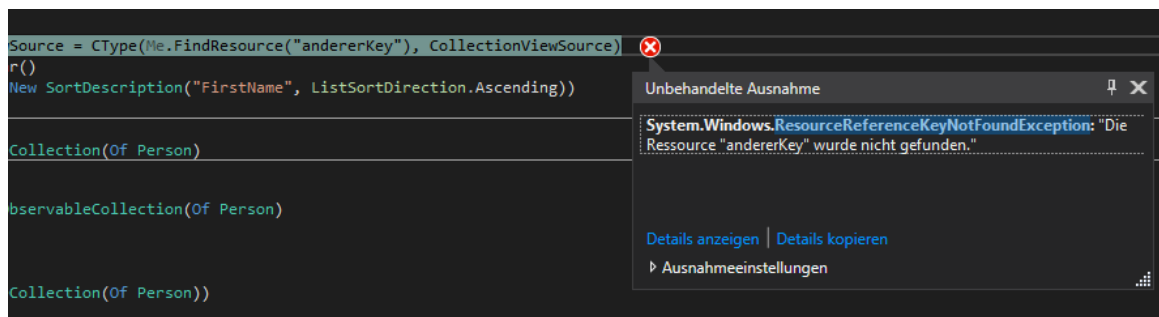 Source = CType(Me.FindResource("andererKey"), CollectionViewSource)
r()
New SortDescription("FirstName", ListSortDirection.Ascending))
Collection(Of Person)
bservableCollection(Of Person)
Collection(Of Person))
Unbehandelte Ausnahme
System.Windows.ResourceReferenceKeyNotFoundException: "Die
Ressource "andererKey" wurde nicht gefunden."
Details anzeigen | Details kopieren
Ausnahmeeinstellungen